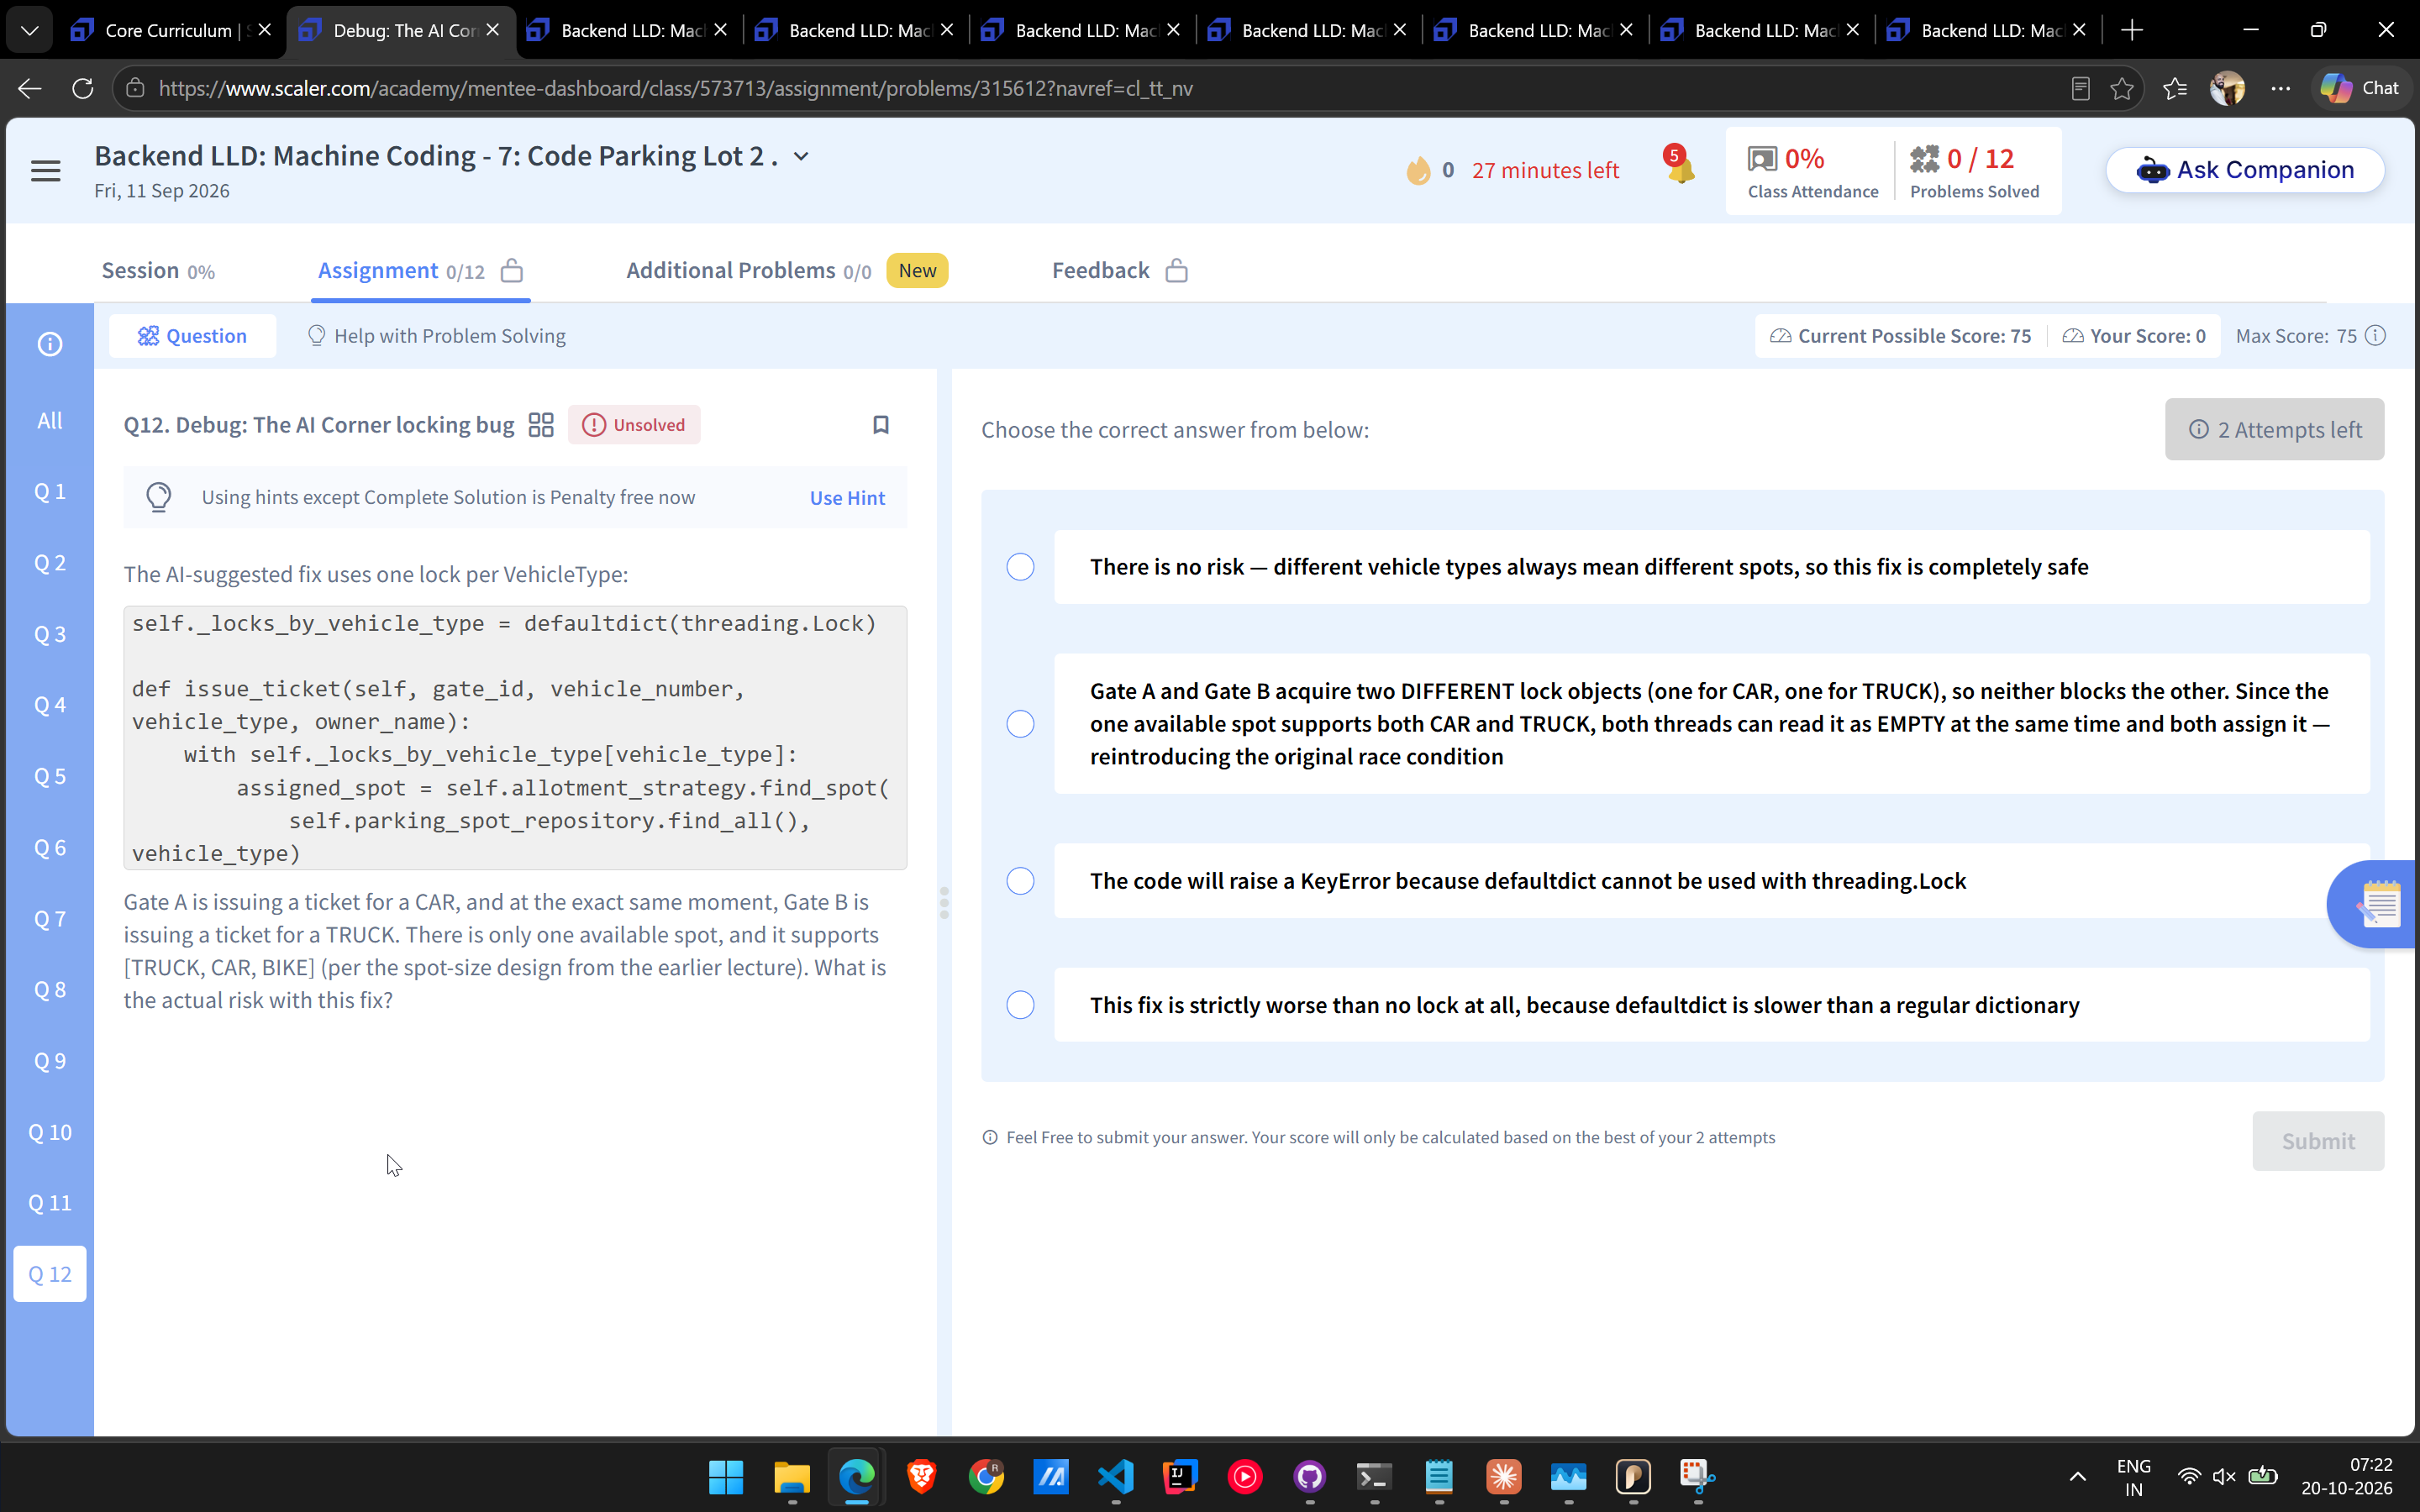 Core Curriculum |
Debug: The AI Cor
Backend LLD: Mac
Backend LLD: Mac
Backend LLD: Mac
Backend LLD: Mac
Backend LLD: Mac
Backend LLD: Mac
Backend LLD: Mac
https://www.scaler.com/academy/mentee-dashboard/class/573713/assignment/problems/315612?navref=cl_tt_nv
Chat
Backend LLD: Machine Coding - 7: Code Parking Lot 2 .
Fri, 11 Sep 2026
0
27 minutes left
5
0%
Class Attendance
0 / 12
Problems Solved
Ask Companion
Session 0%
Assignment 0/12
Additional Problems 0/0
New
Feedback
Question
Help with Problem Solving
Current Possible Score: 75
Your Score: 0
Max Score: 75
All
Q 1
Q 2
Q 3
Q 4
Q 5
Q 6
Q 7
Q 8
Q 9
Q 10
Q 11
Q 12
Q12. Debug: The AI Corner locking bug
Unsolved
Using hints except Complete Solution is Penalty free now
Use Hint
The AI-suggested fix uses one lock per VehicleType:
self._locks_by_vehicle_type = defaultdict(threading.Lock)
def issue_ticket(self, gate_id, vehicle_number,
vehicle_type, owner_name):
    with self._locks_by_vehicle_type[vehicle_type]:
        assigned_spot = self.allotment_strategy.find_spot(
            self.parking_spot_repository.find_all(),
vehicle_type)
Gate A is issuing a ticket for a CAR, and at the exact same moment, Gate B is
issuing a ticket for a TRUCK. There is only one available spot, and it supports
[TRUCK, CAR, BIKE] (per the spot-size design from the earlier lecture). What is
the actual risk with this fix?
Choose the correct answer from below:
2 Attempts left
There is no risk — different vehicle types always mean different spots, so this fix is completely safe
Gate A and Gate B acquire two DIFFERENT lock objects (one for CAR, one for TRUCK), so neither blocks the other. Since the
one available spot supports both CAR and TRUCK, both threads can read it as EMPTY at the same time and both assign it —
reintroducing the original race condition
The code will raise a KeyError because defaultdict cannot be used with threading.Lock
This fix is strictly worse than no lock at all, because defaultdict is slower than a regular dictionary
Feel Free to submit your answer. Your score will only be calculated based on the best of your 2 attempts
Submit
ENG
IN
07:22
20-10-2026